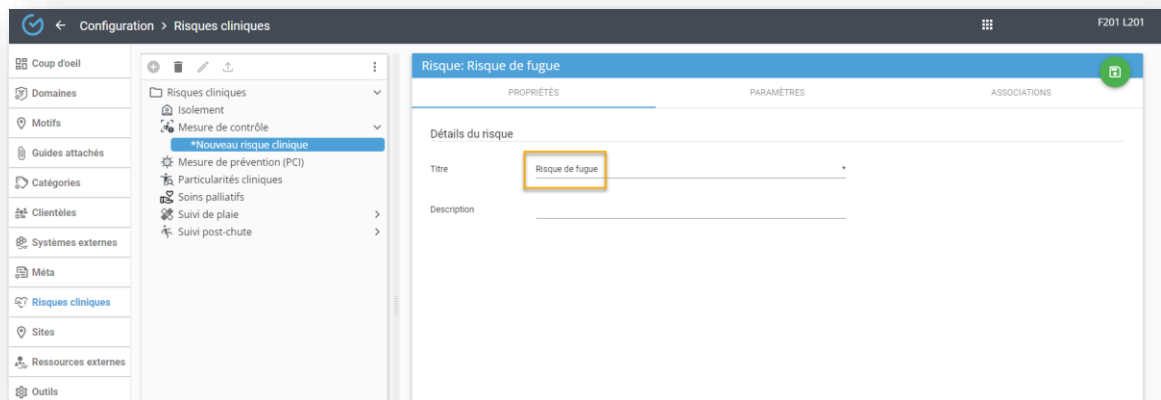 Configuration > Risques cliniques
F201 L201
Coup d'oeil
Domaines
Motifs
Guides attachés
Catégories
Clientèles
Systèmes externes
Méta
Risques cliniques
Sites
Ressources externes
Outils
Risques cliniques
Isolement
Mesure de contrôle
*Nouveau risque clinique
Mesure de prévention (PCI)
Particularités cliniques
Soins palliatifs
Suivi de plaie
Suivi post-chute
Risque: Risque de fugue
PROPRIÉTÉS PARAMÈTRES ASSOCIATIONS
Détails du risque
Titre Risque de fugue *
Description